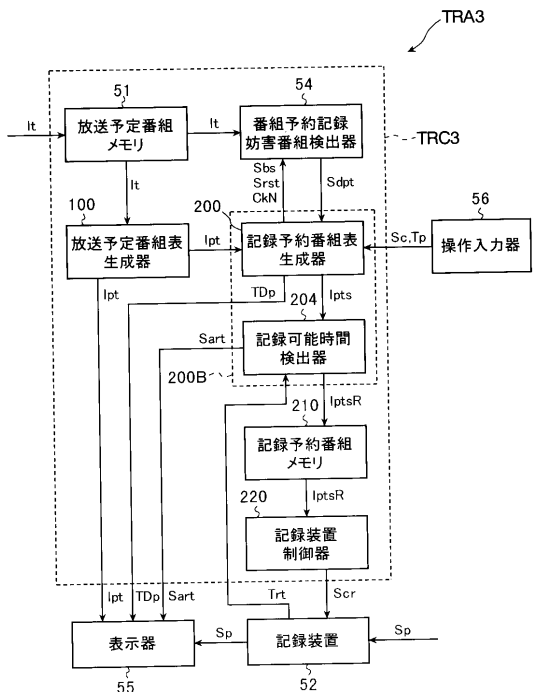 TRA3
51
54
It
放送予定番組
メモリ
It
番組予約記録
妨害番組検出器
TRC3
It
Sbs
Srst
CkN
Sdpt
100
200
56
放送予定番組表
生成器
Ipt
記録予約番組表
生成器
Sc,Tp
操作入力器
TDp
Ipts
204
Sart
記録可能時間
検出器
200B
210
IptsR
記録予約番組
メモリ
220
IptsR
記録装置
制御器
Ipt
TDp
Sart
Trt
Scr
表示器
Sp
記録装置
Sp
55
52